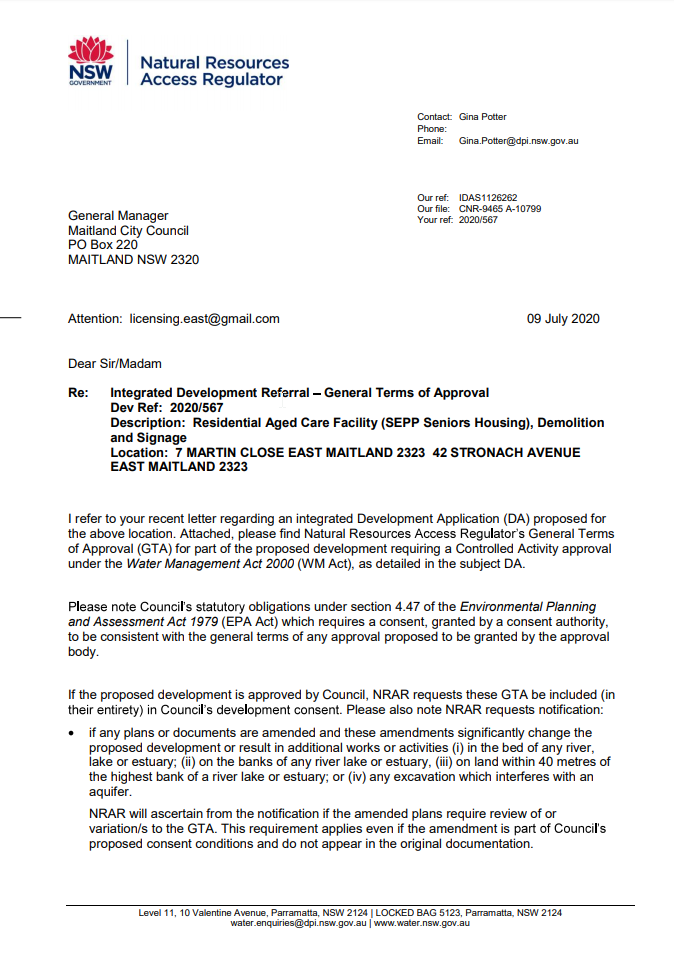 NSW
GOVERNMENT
Natural Resources
Access Regulator
Contact: Gina Potter
Phone:
Email: Gina.Potter@dpi.nsw.gov.au
Our ref: IDAS1126262
Our file: CNR-9465 A-10799
Your ref: 2020/567
General Manager
Maitland City Council
PO Box 220
MAITLAND NSW 2320
Attention: licensing.east@gmail.com 09 July 2020
Dear Sir/Madam
Re: Integrated Development Referral – General Terms of Approval
Dev Ref: 2020/567
Description: Residential Aged Care Facility (SEPP Seniors Housing), Demolition
and Signage
Location: 7 MARTIN CLOSE EAST MAITLAND 2323 42 STRONACH AVENUE
EAST MAITLAND 2323
I refer to your recent letter regarding an integrated Development Application (DA) proposed for
the above location. Attached, please find Natural Resources Access Regulator's General Terms
of Approval (GTA) for part of the proposed development requiring a Controlled Activity approval
under the Water Management Act 2000 (WM Act), as detailed in the subject DA.
Please note Council's statutory obligations under section 4.47 of the Environmental Planning
and Assessment Act 1979 (EPA Act) which requires a consent, granted by a consent authority,
to be consistent with the general terms of any approval proposed to be granted by the approval
body.
If the proposed development is approved by Council, NRAR requests these GTA be included (in
their entirety) in Council's development consent. Please also note NRAR requests notification:
• if any plans or documents are amended and these amendments significantly change the
proposed development or result in additional works or activities (i) in the bed of any river,
lake or estuary; (ii) on the banks of any river lake or estuary, (iii) on land within 40 metres of
the highest bank of a river lake or estuary; or (iv) any excavation which interferes with an
aquifer.
NRAR will ascertain from the notification if the amended plans require review of or
variation/s to the GTA. This requirement applies even if the amendment is part of Council's
proposed consent conditions and do not appear in the original documentation.
Level 11, 10 Valentine Avenue, Parramatta, NSW 2124 | LOCKED BAG 5123, Parramatta, NSW 2124
water.enquiries@dpi.nsw.gov.au | www.water.nsw.gov.au